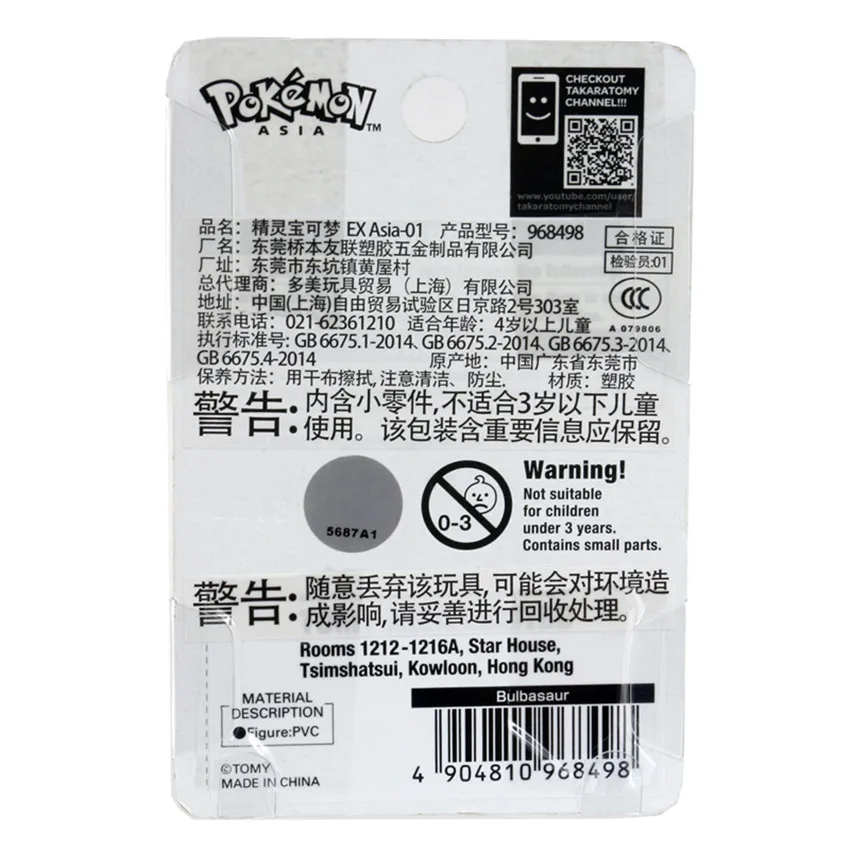 POKéMON
ASIA TM
CHECKOUT
TAKARATOMY
CHANNEL!!!
www.youtube.com/user/
takaratomychannel
品名：精灵宝可梦 EX Asia-01 产品型号：968498
厂名：东莞桥本友联塑胶五金制品有限公司
厂址：东莞市东坑镇黄屋村
总代理商：多美玩具贸易（上海）有限公司
地址：中国(上海)自由贸易试验区日京路2号303室
联系电话：021-62361210 适合年龄：4岁以上儿童
执行标准号: GB 6675.1-2014、GB 6675.2-2014、GB 6675.3-2014、
GB 6675.4-2014 原产地：中国广东省东莞市
保养方法：用干布擦拭, 注意清洁、防尘. 材质：塑胶
合格证
检验员:01
CCC
A 079806
警告: 内含小零件, 不适合3岁以下儿童
使用。该包装含重要信息应保留。
5687A1
0-3
Warning!
Not suitable
for children
under 3 years.
Contains small parts.
警告: 随意丢弃该玩具, 可能会对环境造
成影响, 请妥善进行回收处理。
Rooms 1212-1216A, Star House,
Tsimshatsui, Kowloon, Hong Kong
MATERIAL
DESCRIPTION
●Figure:PVC
©TOMY
MADE IN CHINA
Bulbasaur
4 904810 968498